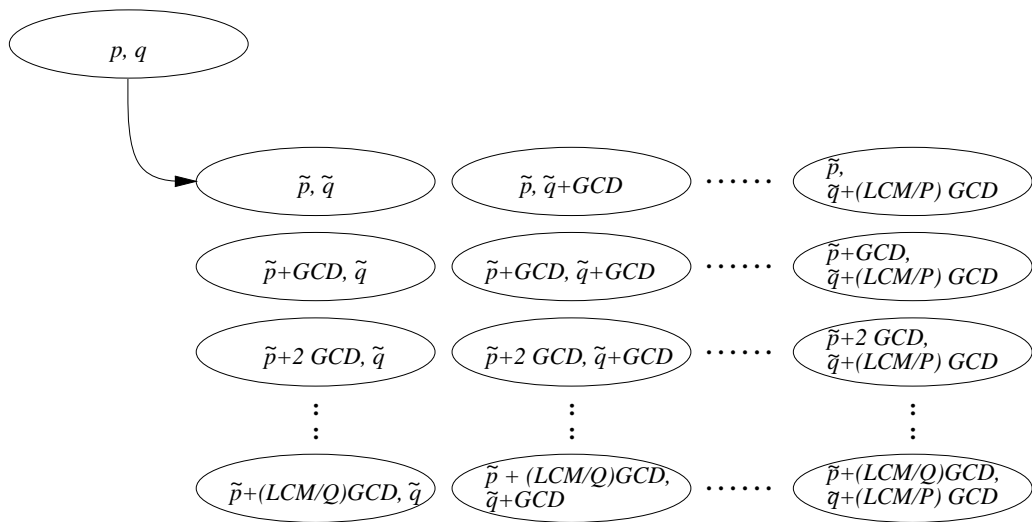 p, q
p̃, q̃
p̃, q̃+GCD
......
p̃,
q̃+(LCM/P) GCD
p̃+GCD, q̃
p̃+GCD, q̃+GCD
......
p̃+GCD,
q̃+(LCM/P) GCD
p̃+2 GCD, q̃
p̃+2 GCD, q̃+GCD
......
p̃+2 GCD,
q̃+(LCM/P) GCD
p̃+(LCM/Q)GCD, q̃
p̃ + (LCM/Q)GCD,
q̃+GCD
......
p̃+(LCM/Q)GCD,
q̃+(LCM/P) GCD